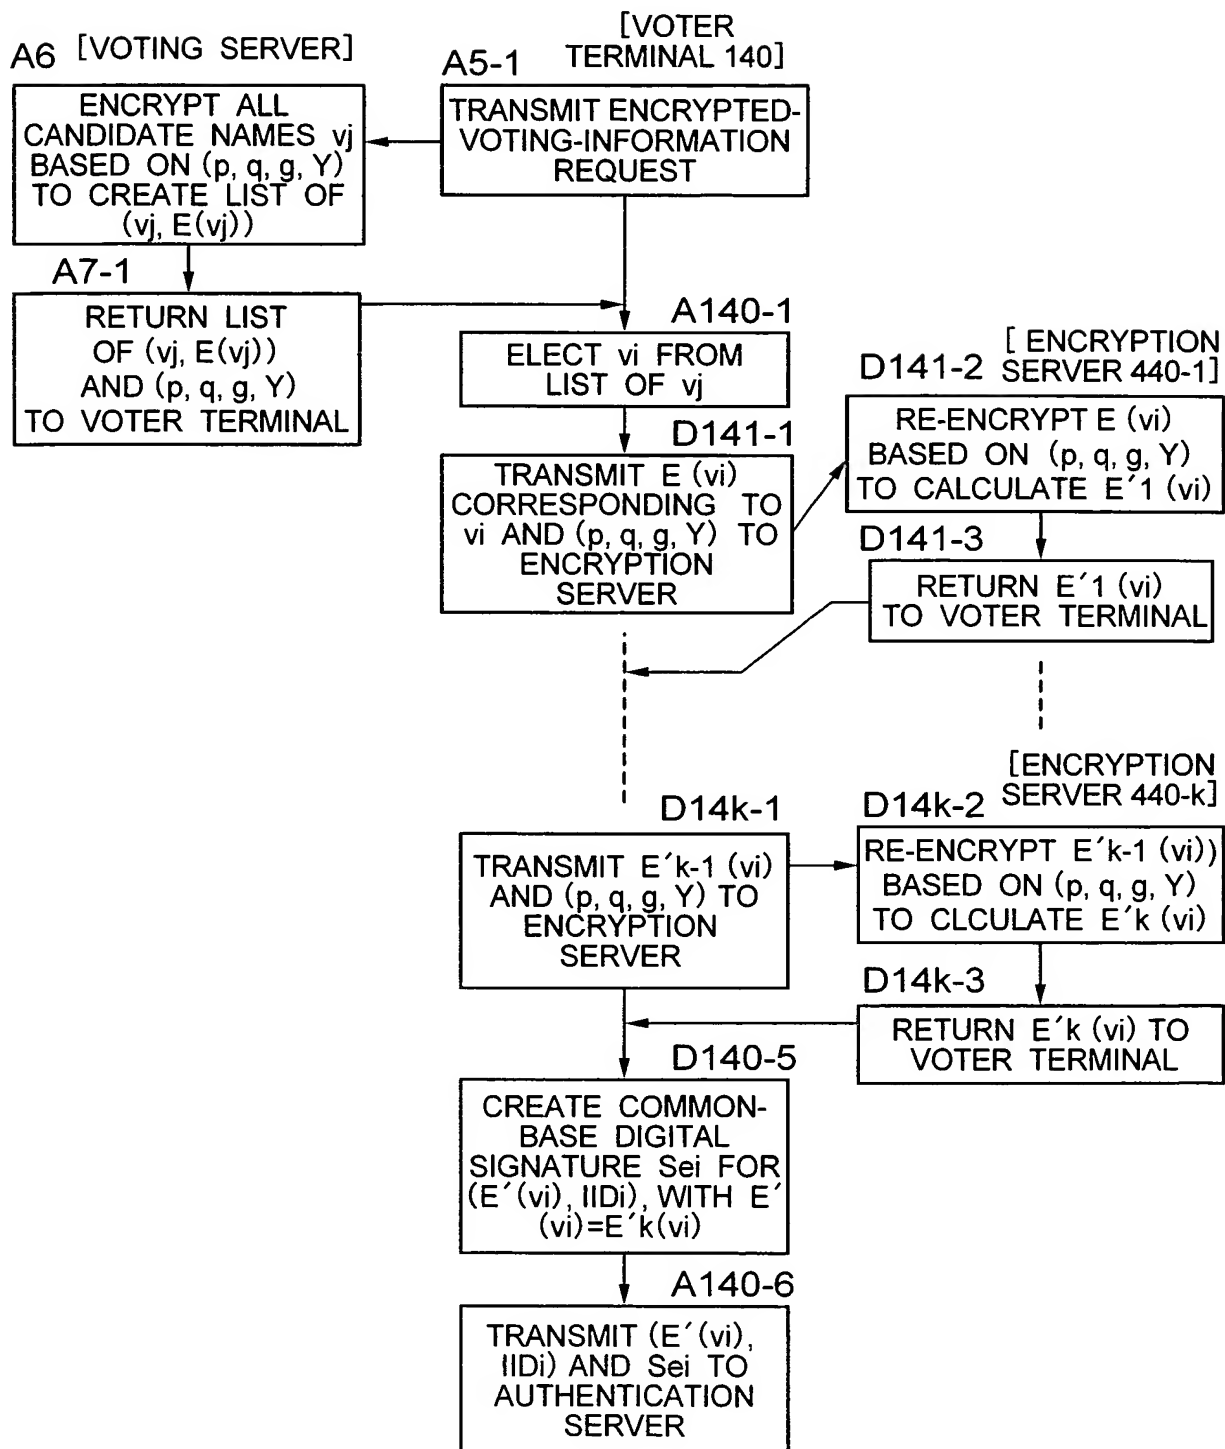 A6 [VOTING SERVER]
ENCRYPT ALL
CANDIDATE NAMES vj
BASED ON (p, q, g, Y)
TO CREATE LIST OF
(vj, E(vj))
[VOTER
TERMINAL 140]
A5-1
TRANSMIT ENCRYPTED-
VOTING-INFORMATION
REQUEST
A7-1
RETURN LIST
OF (vj, E(vj))
AND (p, q, g, Y)
TO VOTER TERMINAL
A140-1
ELECT vi FROM
LIST OF vj
D141-1
TRANSMIT E (vi)
CORRESPONDING TO
vi AND (p, q, g, Y) TO
ENCRYPTION
SERVER
[ ENCRYPTION
SERVER 440-1]
D141-2
RE-ENCRYPT E (vi)
BASED ON (p, q, g, Y)
TO CALCULATE E′1 (vi)
D141-3
RETURN E′1 (vi)
TO VOTER TERMINAL
D14k-1
TRANSMIT E′k-1 (vi)
AND (p, q, g, Y) TO
ENCRYPTION
SERVER
[ENCRYPTION
SERVER 440-k]
D14k-2
RE-ENCRYPT E′k-1 (vi))
BASED ON (p, q, g, Y)
TO CLCULATE E′k (vi)
D14k-3
RETURN E′k (vi) TO
VOTER TERMINAL
D140-5
CREATE COMMON-
BASE DIGITAL
SIGNATURE Sei FOR
(E′(vi), IIDi), WITH E′
(vi)=E′k(vi)
A140-6
TRANSMIT (E′(vi),
IIDi) AND Sei TO
AUTHENTICATION
SERVER